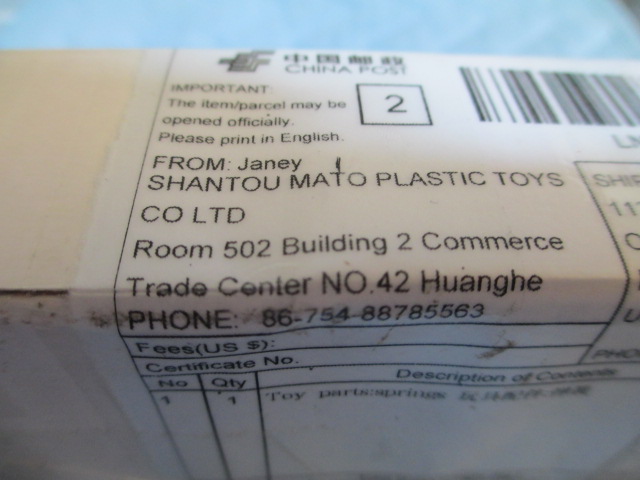 中国邮政
CHINA POST
IMPORTANT:
The item/parcel may be
opened officially.
Please print in English.
2
FROM: Janey
SHANTOU MATO PLASTIC TOYS
CO LTD
Room 502 Building 2 Commerce
Trade Center NO.42 Huanghe
PHONE: 86-754-88785563
Fees(US $):
Certificate No.
No Qty Description of Contents
1 1 Toy parts:springs